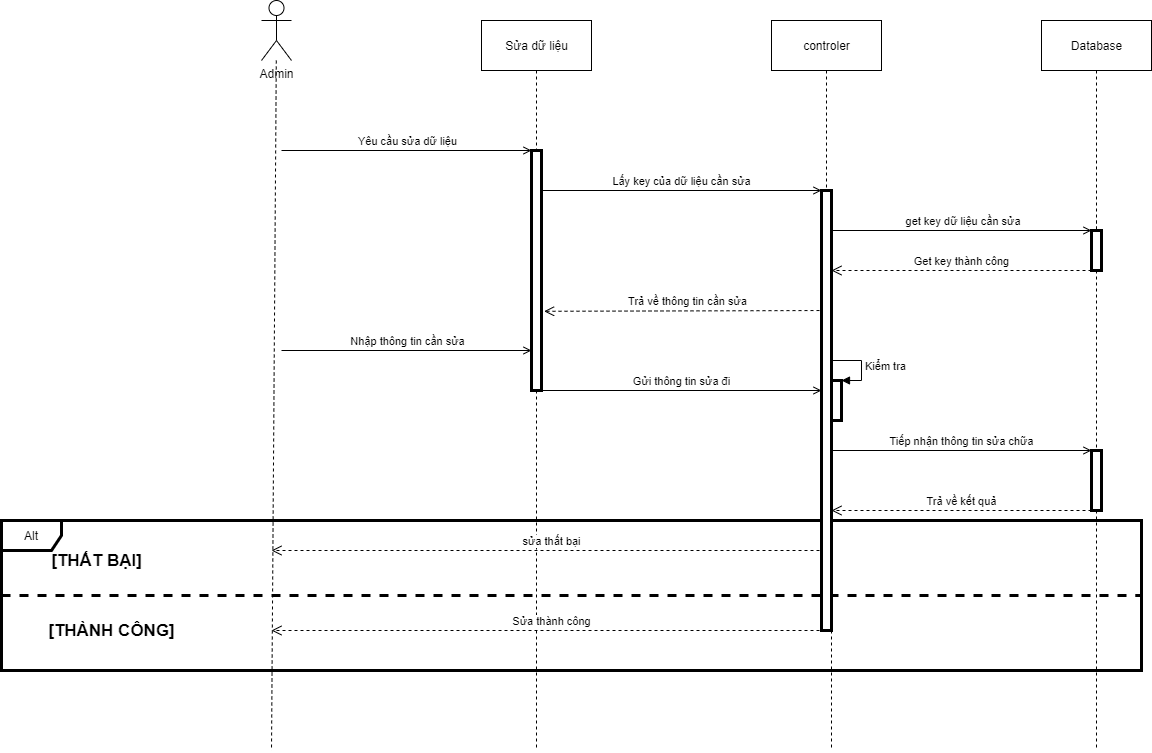 Admin
Sửa dữ liệu
controler
Database
Yêu cầu sửa dữ liệu
Lấy key của dữ liệu cần sửa
get key dữ liệu cần sửa
Get key thành công
Trả về thông tin cần sửa
Nhập thông tin cần sửa
Kiểm tra
Gửi thông tin sửa đi
Tiếp nhận thông tin sửa chữa
Trả về kết quả
Alt
sửa thất bại
[THẤT BẠI]
Sửa thành công
[THÀNH CÔNG]